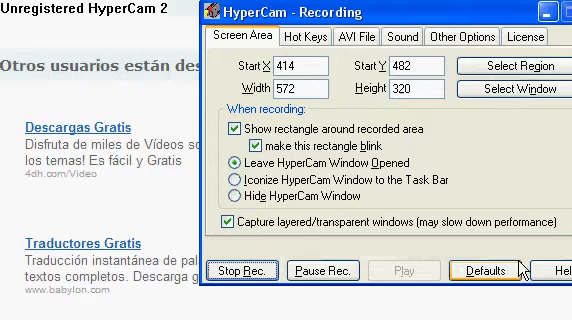 Unregistered HyperCam 2
HyperCam - Recording
Screen Area Hot Keys AVI File Sound Other Options License
Start X 414 Start Y 482 Select Region
Width 572 Height 320 Select Window
When recording:
Show rectangle around recorded area
make this rectangle blink
Leave HyperCam Window Opened
Iconize HyperCam Window to the Task Bar
Hide HyperCam Window
Capture layered/transparent windows (may slow down performance)
Stop Rec. Pause Rec. Play Defaults Hel
Otros usuarios están des
Descargas Gratis
Disfruta de miles de Vídeos so
los temas! Es fácil y Gratis
4dh.com/Video
Traductores Gratis
Traducción instantánea de pal
textos completos. Descarga g
www.babylon.com